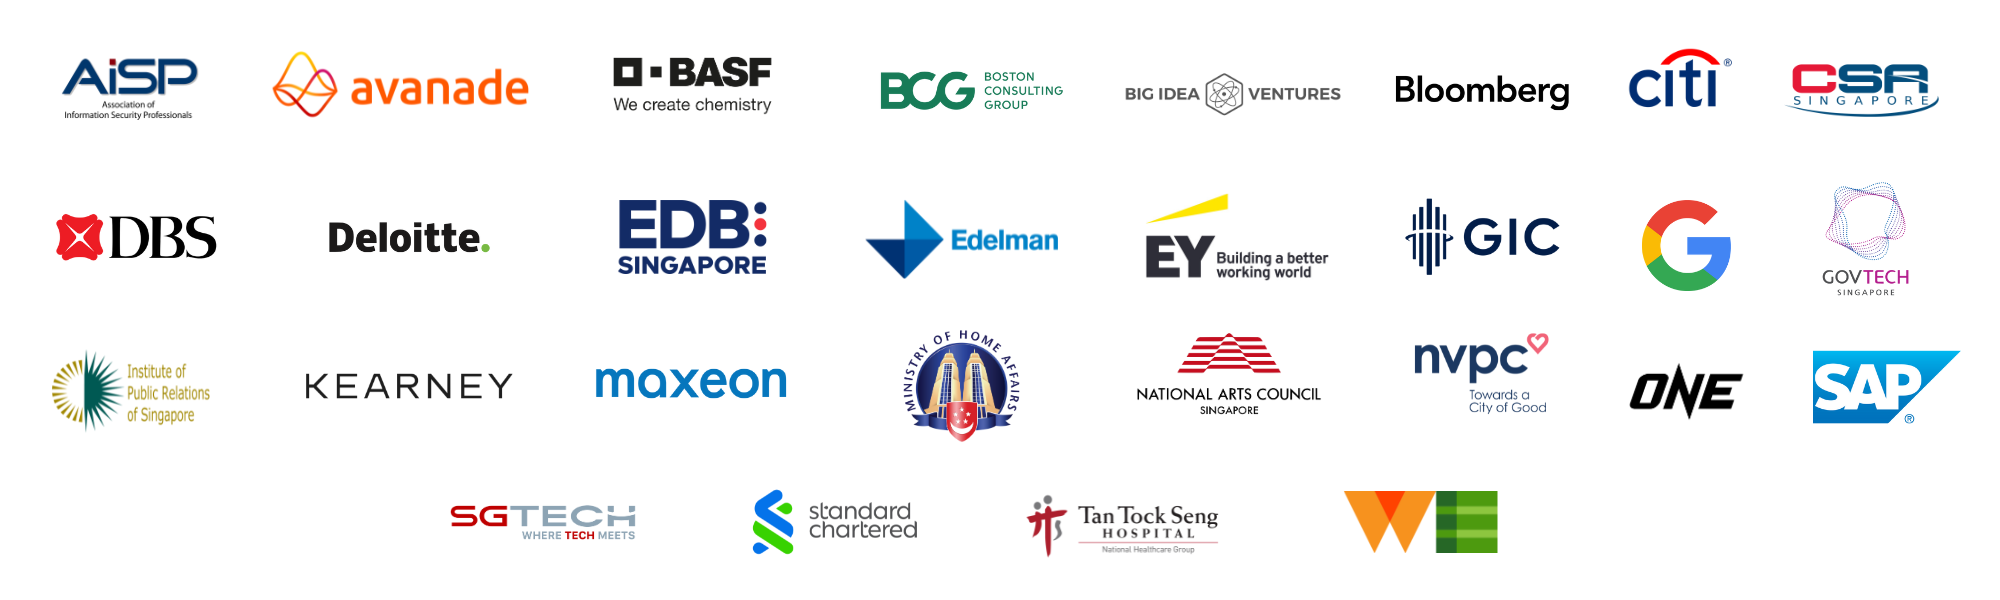 AiSP
Association of
Information Security Professionals
avanade
BASF
We create chemistry
BCG
BOSTON
CONSULTING
GROUP
BIG IDEA VENTURES
Bloomberg
citi®
CSA
SINGAPORE
DBS
Deloitte.
EDB:
SINGAPORE
Edelman
EY
Building a better
working world
GIC
G
GOVTECH
SINGAPORE
Institute of
Public Relations
of Singapore
KEARNEY
maxeon
MINISTRY OF HOME AFFAIRS
NATIONAL ARTS COUNCIL
SINGAPORE
nvpc
Towards a
City of Good
ONE
SAP®
SGTECH
WHERE TECH MEETS
standard
chartered
tts
Tan Tock Seng
HOSPITAL
National Healthcare Group
WE